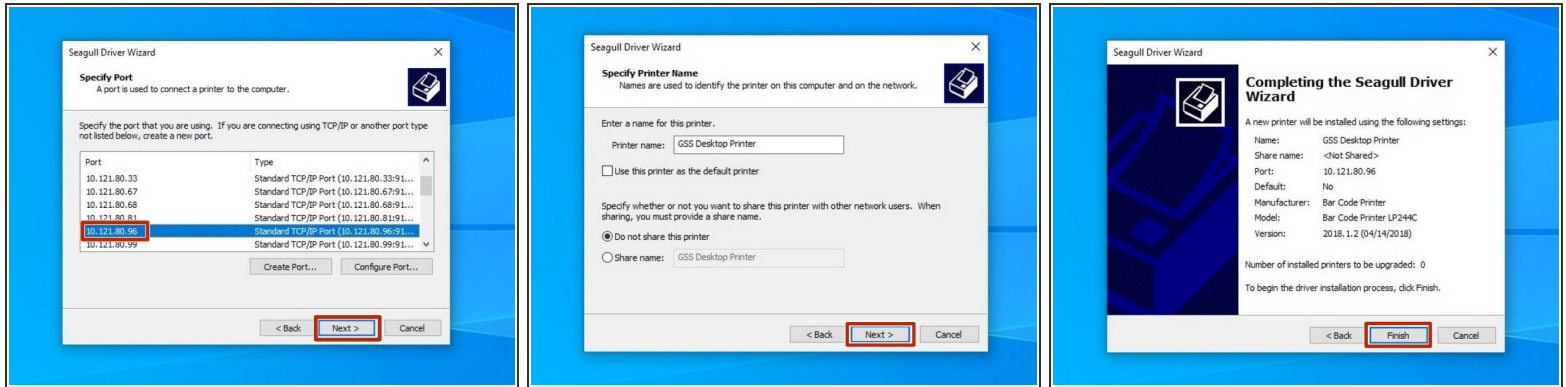 Seagull Driver Wizard
Specify Port
A port is used to connect a printer to the computer.
Specify the port that you are using. If you are connecting using TCP/IP or another port type
not listed below, create a new port.
Port Type
10.121.80.33 Standard TCP/IP Port (10.121.80.33:91...
10.121.80.67 Standard TCP/IP Port (10.121.80.67:91...
10.121.80.68 Standard TCP/IP Port (10.121.80.68:91...
10.121.80.81 Standard TCP/IP Port (10.121.80.81:91...
10.121.80.96 Standard TCP/IP Port (10.121.80.96:91...
10.121.80.99 Standard TCP/IP Port (10.121.80.99:91...
Create Port... Configure Port...
< Back Next > Cancel
Seagull Driver Wizard
Specify Printer Name
Names are used to identify the printer on this computer and on the network.
Enter a name for this printer.
Printer name: GSS Desktop Printer
Use this printer as the default printer
Specify whether or not you want to share this printer with other network users. When
sharing, you must provide a share name.
Do not share this printer
Share name: GSS Desktop Printer
< Back Next > Cancel
Seagull Driver Wizard
Completing the Seagull Driver
Wizard
A new printer will be installed using the following settings:
Name: GSS Desktop Printer
Share name: <Not Shared>
Port: 10.121.80.96
Default: No
Manufacturer: Bar Code Printer
Model: Bar Code Printer LP244C
Version: 2018.1.2 (04/14/2018)
Number of installed printers to be upgraded: 0
To begin the driver installation process, click Finish.
< Back Finish Cancel